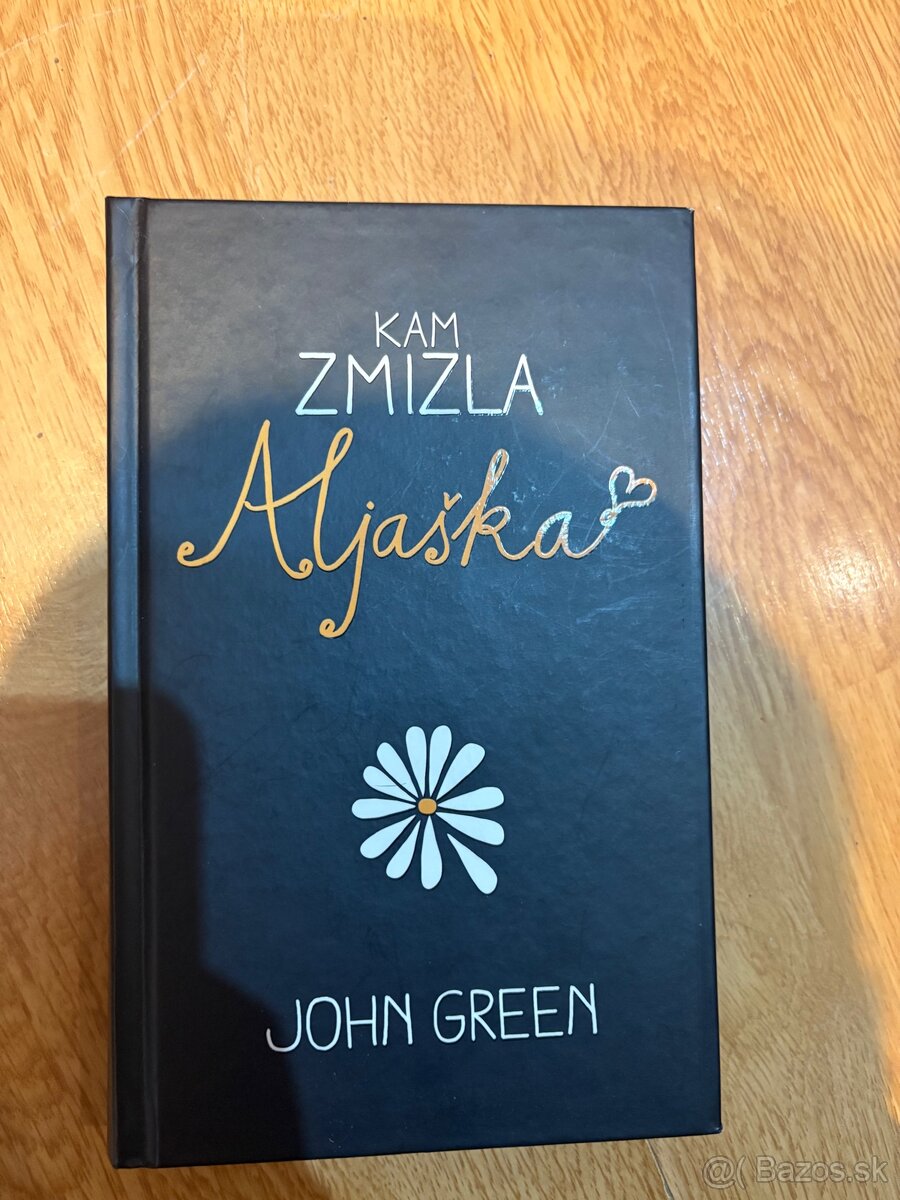 KAM
ZMIZLA
Aljaška
JOHN GREEN
@( Bazos.sk